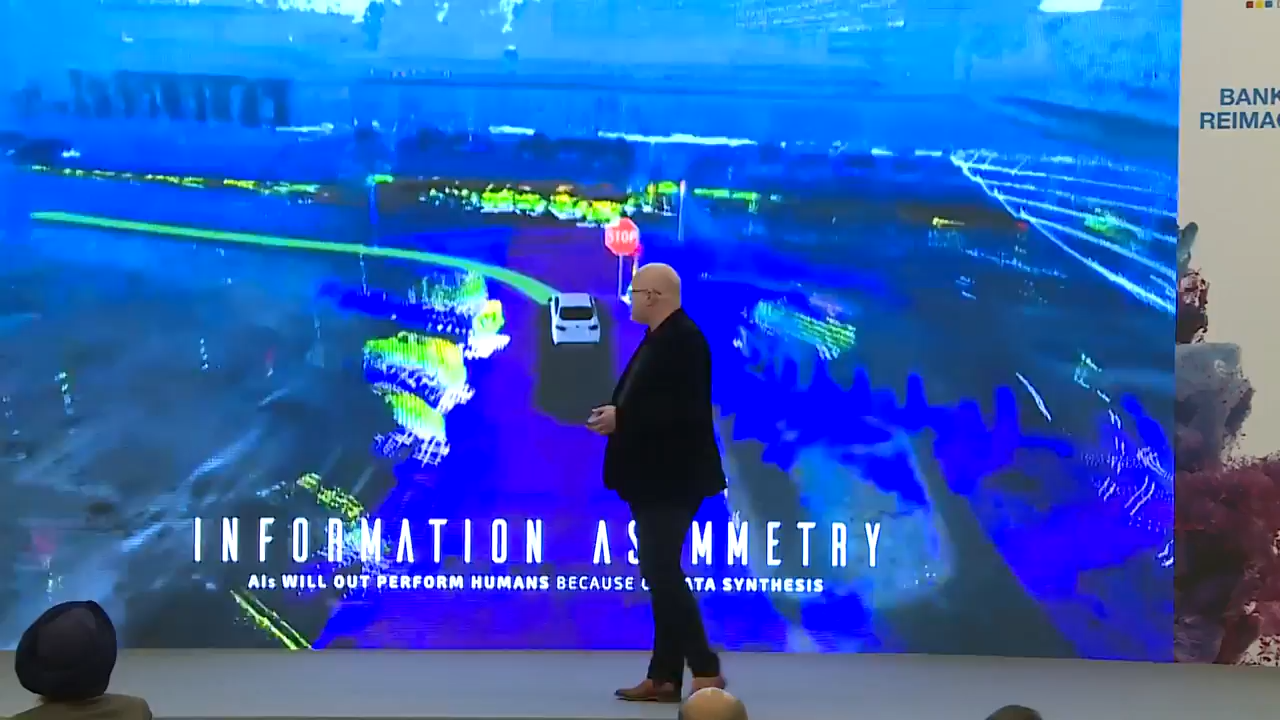 BANK
REIMAG
STOP
INFORMATION AS MMETRY
AIs WILL OUT PERFORM HUMANS BECAUSE O ATA SYNTHESIS